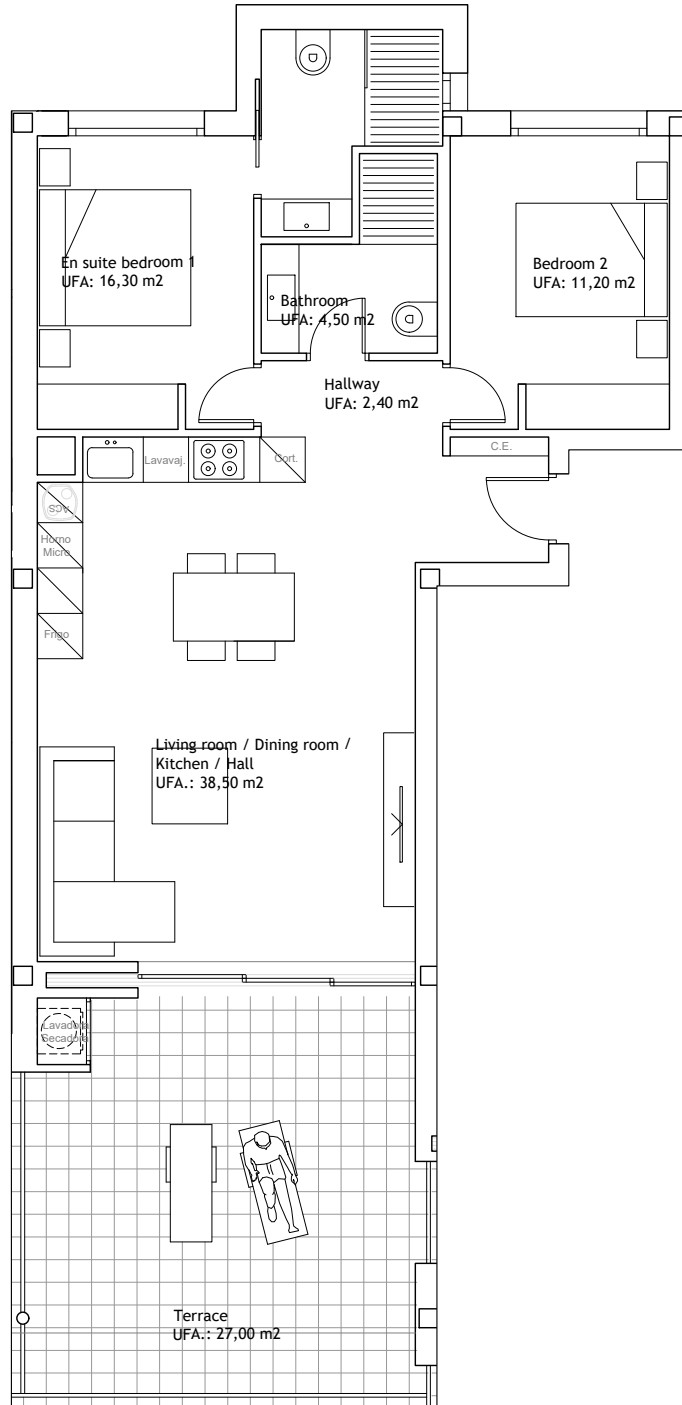 En suite bedroom 1
UFA: 16,30 m2
Bedroom 2
UFA: 11,20 m2
Bathroom
UFA: 4,50 m2
Hallway
UFA: 2,40 m2
C.E.
Lavavaj.
Cort.
ACS
Horno
Micro
Frigo
Living room / Dining room /
Kitchen / Hall
UFA.: 38,50 m2
Lavadora
Secadora
Terrace
UFA.: 27,00 m2